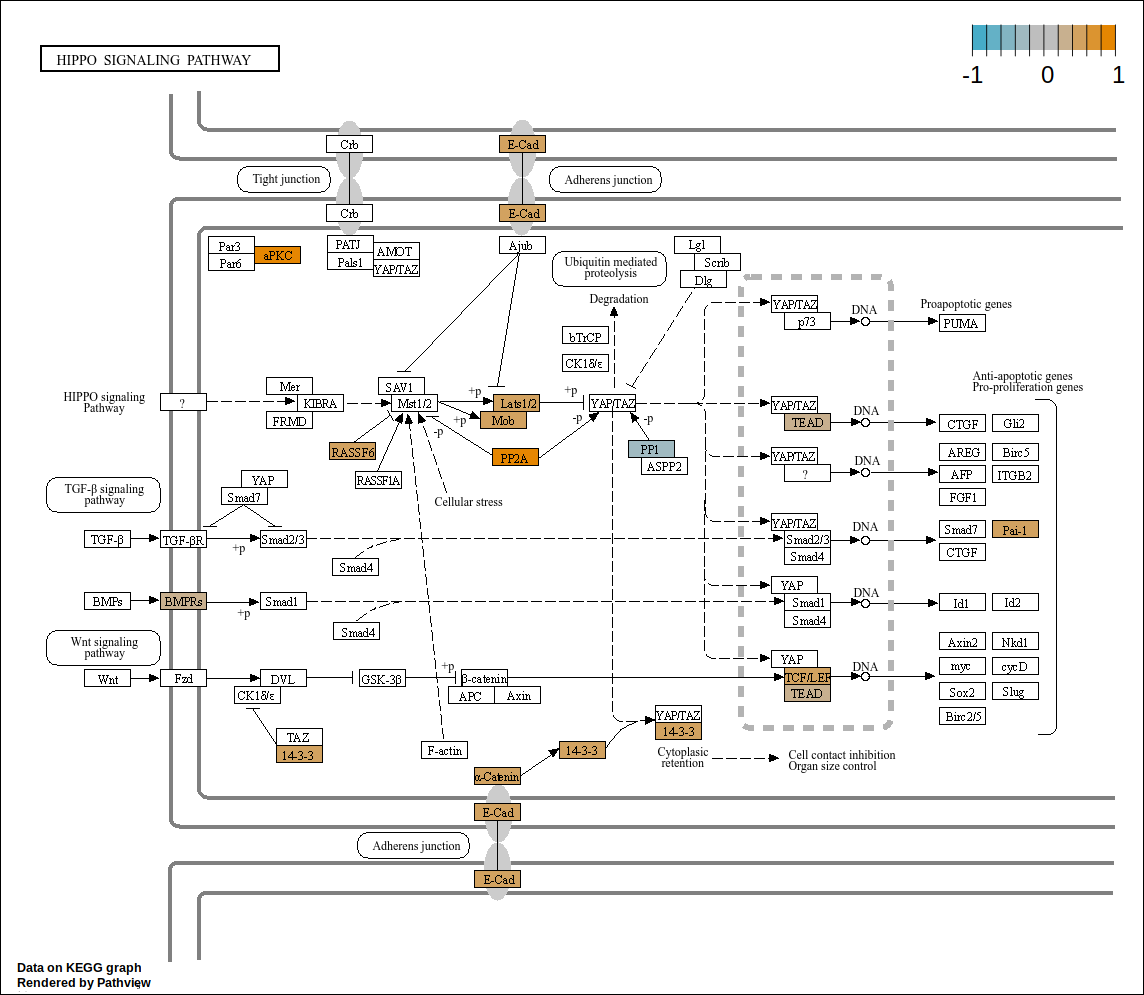 HIPPO SIGNALING PATHWAY
-1 0 1
Crb
E-Cad
Tight junction
Adherens junction
Crb
E-Cad
Par3
aPKC
Par6
PATJ
AMOT
Pals1
YAP/TAZ
Ajub
Ubiquitin mediated
proteolysis
Lgl
Scrib
Dlg
Degradation
bTrCP
CK1δ/ε
YAP/TAZ
p73
DNA
Proapoptotic genes
PUMA
HIPPO signaling
Pathway
?
Mer
KIBRA
FRMD
SAV1
Mst1/2
+p
Lats1/2
+p
Mob
+p
YAP/TAZ
-p
-p
-p
RASSF6
RASSF1A
PP2A
PP1
ASPP2
Cellular stress
YAP/TAZ
TEAD
DNA
YAP/TAZ
?
DNA
Anti-apoptotic genes
Pro-proliferation genes
CTGF
Gli2
AREG
Birc5
AFP
ITGB2
FGF1
TGF-β signaling
pathway
YAP
Smad7
TGF-β
TGF-βR
+p
Smad2/3
Smad4
YAP/TAZ
Smad2/3
Smad4
DNA
Smad7
Pai-1
CTGF
BMPs
BMPRs
+p
Smad1
Smad4
YAP
Smad1
Smad4
DNA
Id1
Id2
Wnt signaling
pathway
Wnt
Fzd
DVL
CK1δ/ε
GSK-3β
+p
β-catenin
APC
Axin
YAP
TCF/LEF
TEAD
DNA
Axin2
Nkd1
myc
cycD
Sox2
Slug
Birc2/5
TAZ
14-3-3
F-actin
14-3-3
YAP/TAZ
14-3-3
Cytoplasic
retention
Cell contact inhibition
Organ size control
α-Catenin
E-Cad
Adherens junction
E-Cad
Data on KEGG graph
Rendered by Pathview